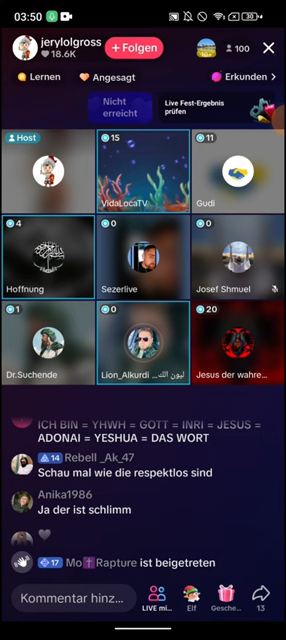 03:50
30
jerylolgross
18.6K
+ Folgen
100
Lernen
Angesagt
Erkunden >
Nicht
erreicht
Live Fest-Ergebnis
prüfen
Host
15
11
VidaLocaTV
Gudi
4
0
0
Hoffnung
Sezerlive
Josef Shmuel
1
0
20
Dr.Suchende
Lion_Alkurdi ...ليون الك
Jesus der wahre...
ICH BIN = YHWH = GOTT = INRI = JESUS =
ADONAI = YESHUA = DAS WORT
14 Rebell _Ak_47
Schau mal wie die respektlos sind
Anika1986
Ja der ist schlimm
17 Mo✝️Rapture ist beigetreten
Kommentar hinz...
LIVE mi...
Elf
Gesche...
13